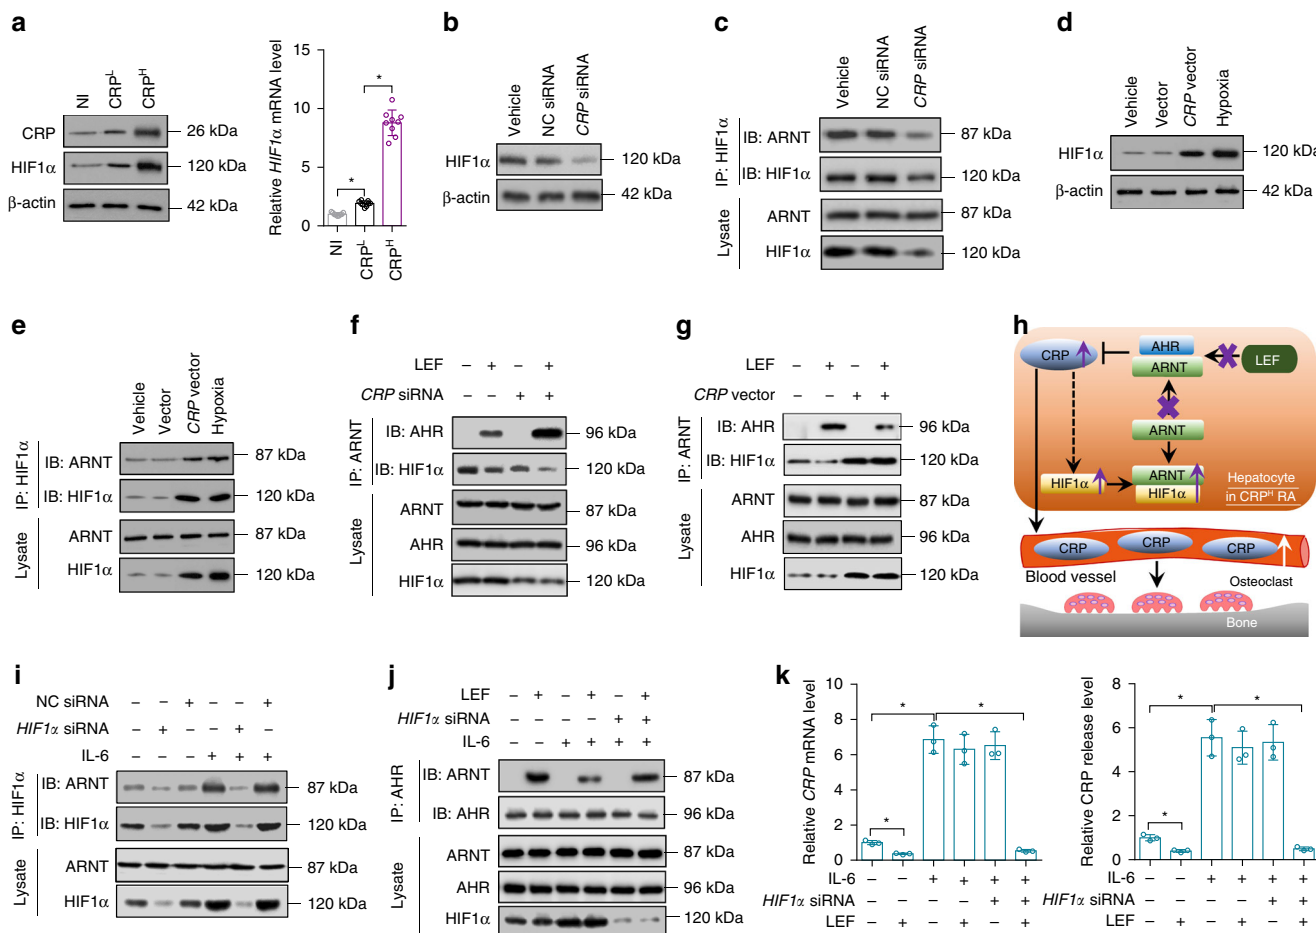 a
NI
CRP^L
CRP^H
CRP
26 kDa
HIF1α
120 kDa
β-actin
42 kDa
Relative HIF1α mRNA level
15
10
5
0
*
*
NI
CRP^L
CRP^H
b
Vehicle
NC siRNA
CRP siRNA
HIF1α
120 kDa
β-actin
42 kDa
c
Vehicle
NC siRNA
CRP siRNA
IP: HIF1α
IB: ARNT
87 kDa
IB: HIF1α
120 kDa
Lysate
ARNT
87 kDa
HIF1α
120 kDa
d
Vehicle
Vector
CRP vector
Hypoxia
HIF1α
120 kDa
β-actin
42 kDa
e
Vehicle
Vector
CRP vector
Hypoxia
IP: HIF1α
IB: ARNT
87 kDa
IB: HIF1α
120 kDa
Lysate
ARNT
87 kDa
HIF1α
120 kDa
f
LEF – + – +
CRP siRNA – – + +
IP: ARNT
IB: AHR
96 kDa
IB: HIF1α
120 kDa
Lysate
ARNT
87 kDa
AHR
96 kDa
HIF1α
120 kDa
g
LEF – + – +
CRP vector – – + +
IP: ARNT
IB: AHR
96 kDa
IB: HIF1α
120 kDa
Lysate
ARNT
87 kDa
AHR
96 kDa
HIF1α
120 kDa
h
CRP
AHR
ARNT
LEF
ARNT
HIF1α
ARNT
HIF1α
Hepatocyte
in CRP^H RA
CRP
CRP
CRP
Blood vessel
Osteoclast
Bone
i
NC siRNA – – + – – +
HIF1α siRNA – + – – + –
IL-6 – – – + + +
IP: HIF1α
IB: ARNT
87 kDa
IB: HIF1α
120 kDa
Lysate
ARNT
87 kDa
HIF1α
120 kDa
j
LEF – + – + – +
HIF1α siRNA – – – – + +
IL-6 – – + + + +
IP: AHR
IB: ARNT
87 kDa
IB: AHR
96 kDa
Lysate
ARNT
87 kDa
AHR
96 kDa
HIF1α
120 kDa
k
Relative CRP mRNA level
10
8
6
4
2
0
*
*
*
IL-6 – – + + + +
HIF1α siRNA – – – – + +
LEF – + – + – +
Relative CRP release level
8
6
4
2
0
*
*
*
IL-6 – – + + + +
HIF1α siRNA – – – – + +
LEF – + – + – +